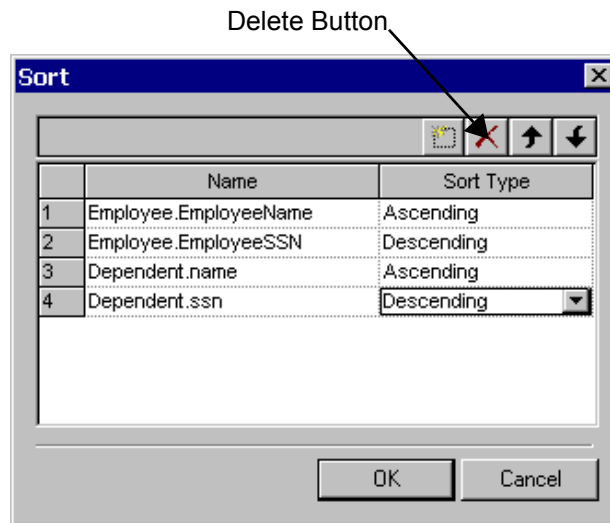 Delete Button
Sort
Name Sort Type
1 Employee.EmployeeName Ascending
2 Employee.EmployeeSSN Descending
3 Dependent.name Ascending
4 Dependent.ssn Descending
OK Cancel